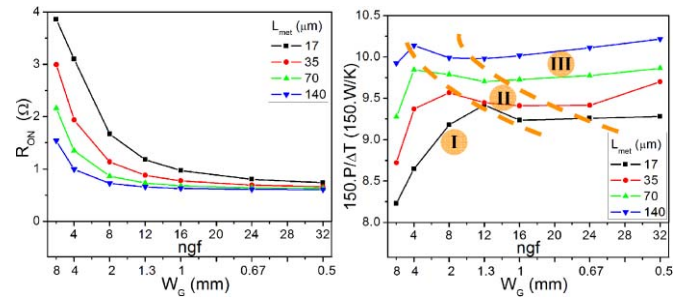 R_ON (Ω)
4
3
2
1
0
L_met (µm)
17
35
70
140
4 8 12 16 20 24 28 32
ngf
8 4 2 1.3 1 0.67 0.5
W_G (mm)
150.P/ΔT (150.W/K)
10.5
10.0
9.5
9.0
8.5
8.0
I
II
III
L_met (µm)
17
35
70
140
4 8 12 16 20 24 28 32
ngf
8 4 2 1.3 1 0.67 0.5
W_G (mm)